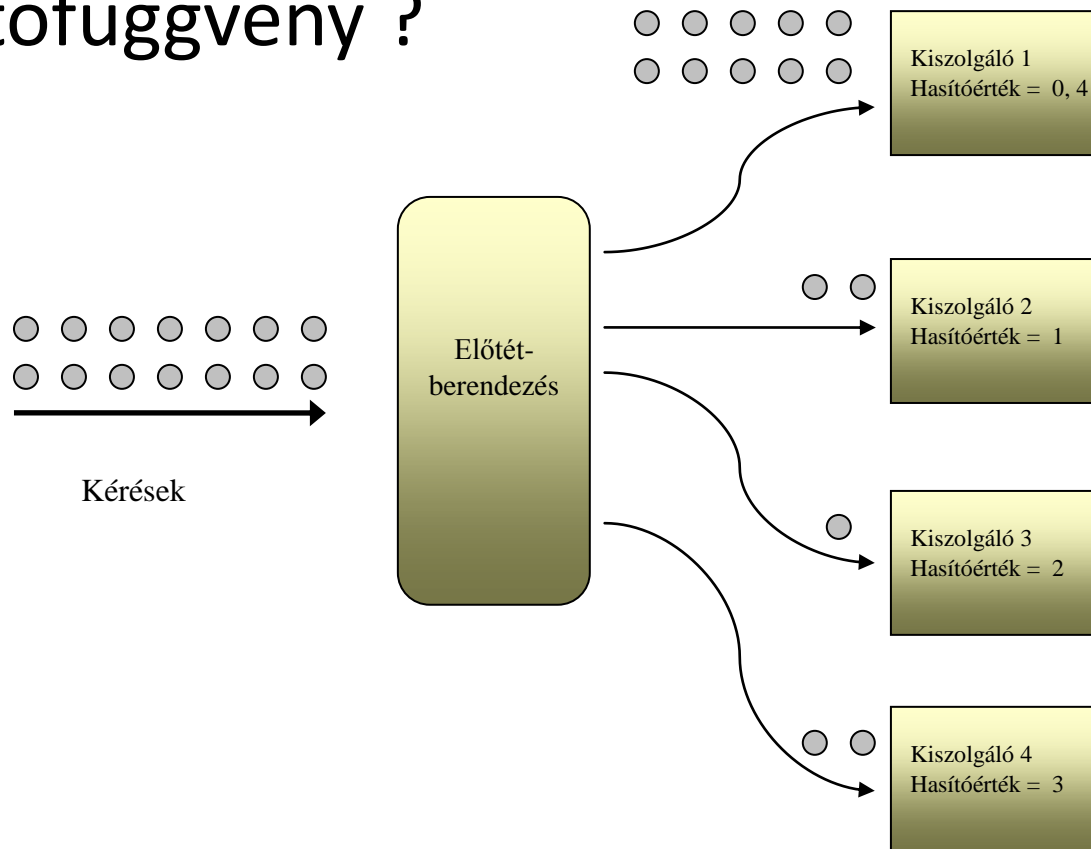 tófüggvény ?
Kiszolgáló 1
Hasítóérték = 0, 4
Kiszolgáló 2
Hasítóérték = 1
Előtét-
berendezés
Kérések
Kiszolgáló 3
Hasítóérték = 2
Kiszolgáló 4
Hasítóérték = 3